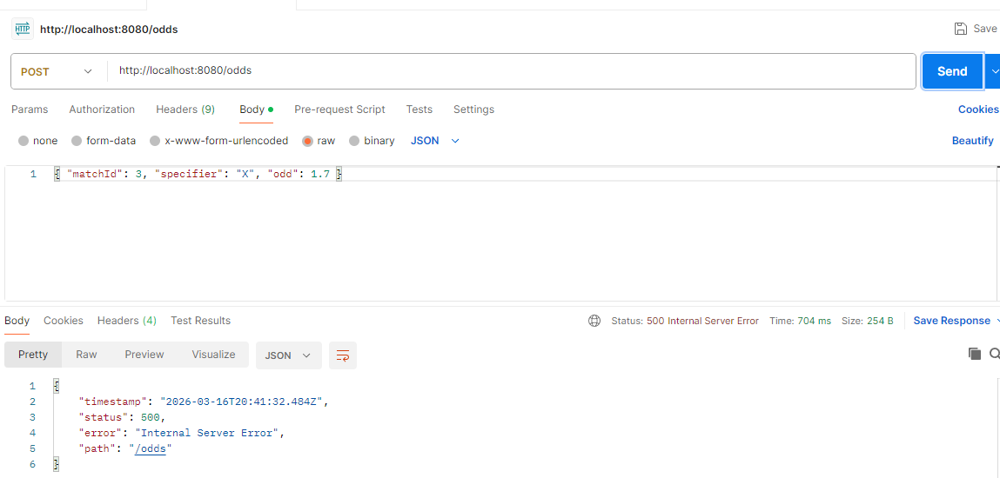 HTTP http://localhost:8080/odds Save
POST http://localhost:8080/odds Send
Params Authorization Headers (9) Body Pre-request Script Tests Settings Cookies
none form-data x-www-form-urlencoded raw binary JSON Beautify
1 { "matchId": 3, "specifier": "X", "odd": 1.7 }
Body Cookies Headers (4) Test Results Status: 500 Internal Server Error Time: 704 ms Size: 254 B Save Response
Pretty Raw Preview Visualize JSON
1 {
2 "timestamp": "2026-03-16T20:41:32.484Z",
3 "status": 500,
4 "error": "Internal Server Error",
5 "path": "/odds"
6 }